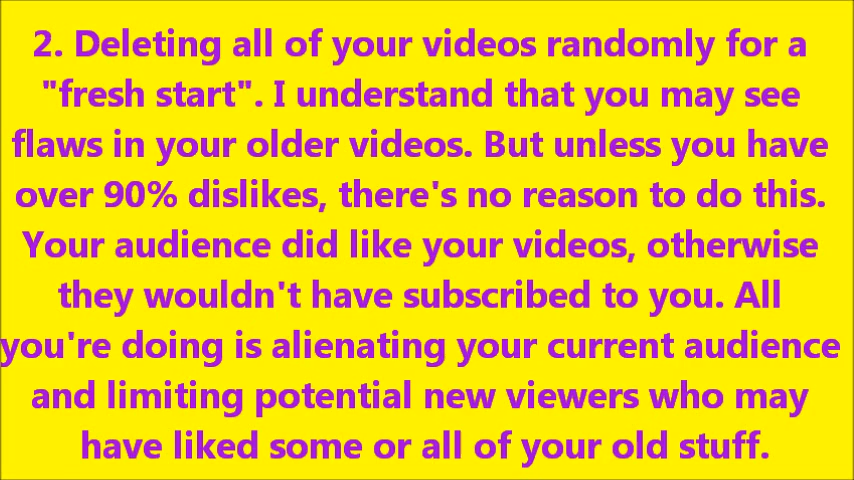 2. Deleting all of your videos randomly for a
"fresh start". I understand that you may see
flaws in your older videos. But unless you have
over 90% dislikes, there's no reason to do this.
Your audience did like your videos, otherwise
they wouldn't have subscribed to you. All
you're doing is alienating your current audience
and limiting potential new viewers who may
have liked some or all of your old stuff.